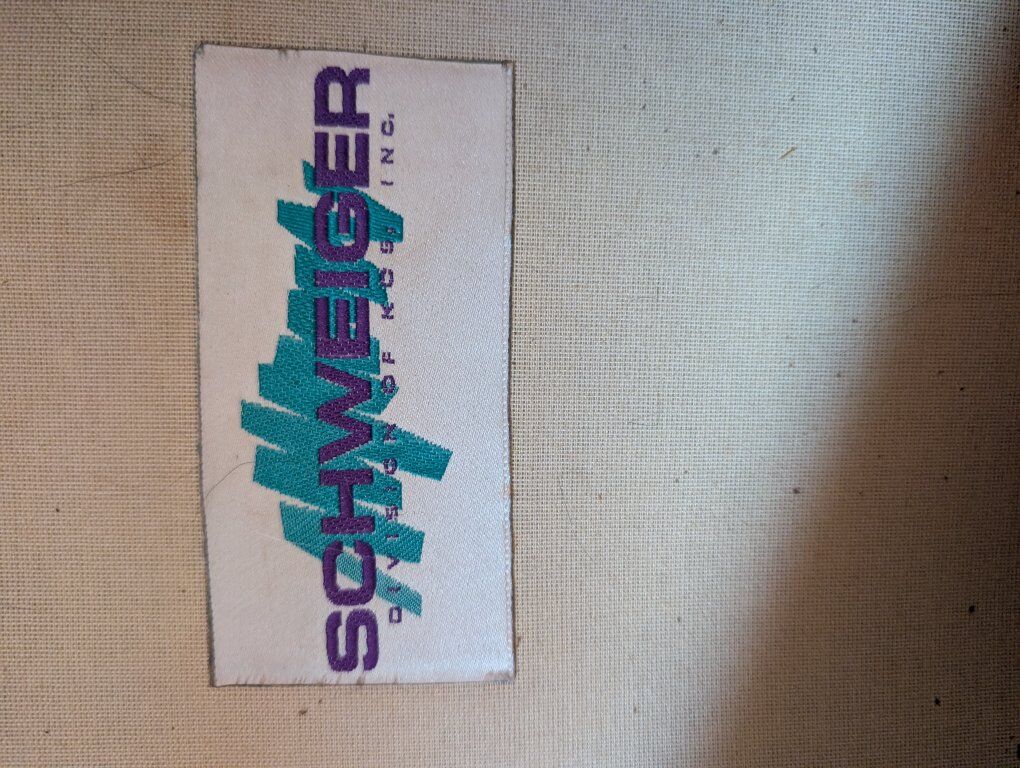 SCHWEIGER
DIVISION OF KCS, INC.